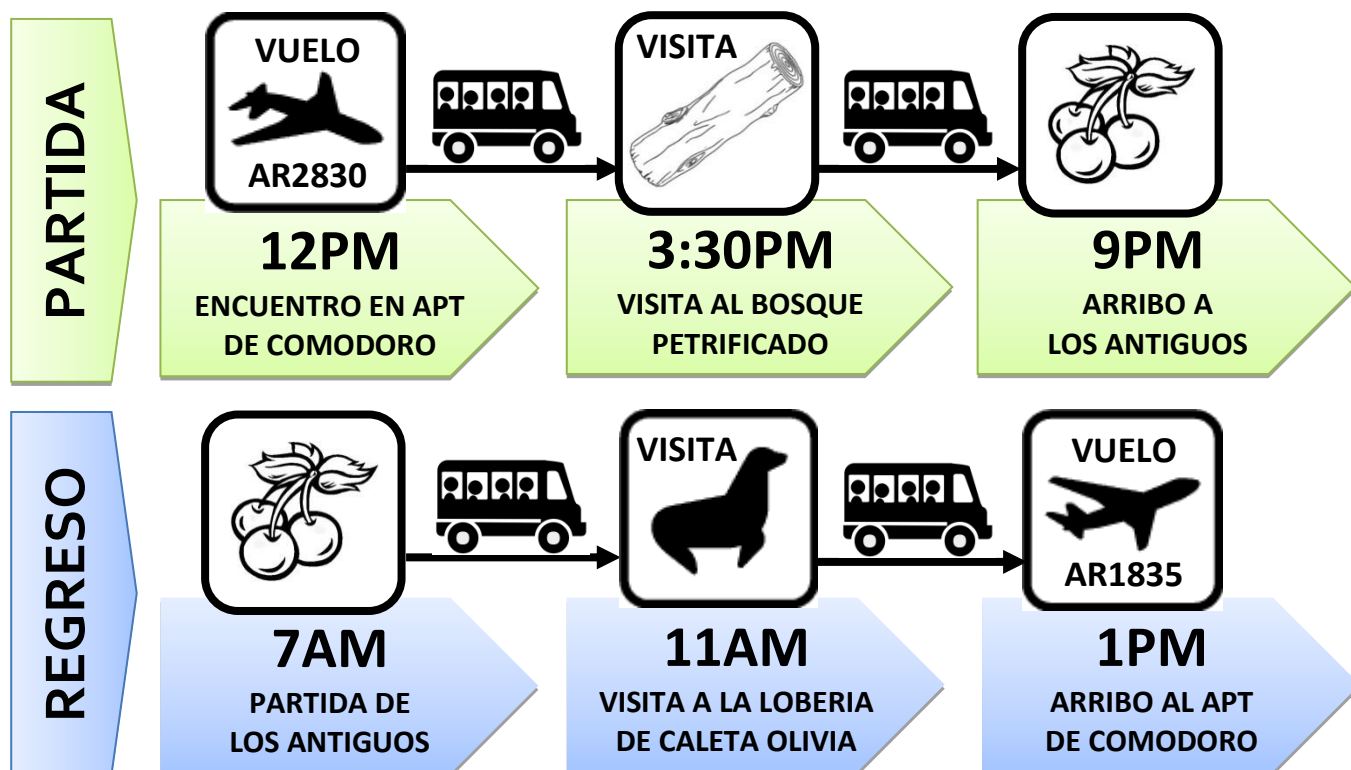 PARTIDA
VUELO
AR2830
12PM
ENCUENTRO EN APT
DE COMODORO
VISITA
3:30PM
VISITA AL BOSQUE
PETRIFICADO
9PM
ARRIBO A
LOS ANTIGUOS
REGRESO
7AM
PARTIDA DE
LOS ANTIGUOS
VISITA
11AM
VISITA A LA LOBERIA
DE CALETA OLIVIA
VUELO
AR1835
1PM
ARRIBO AL APT
DE COMODORO